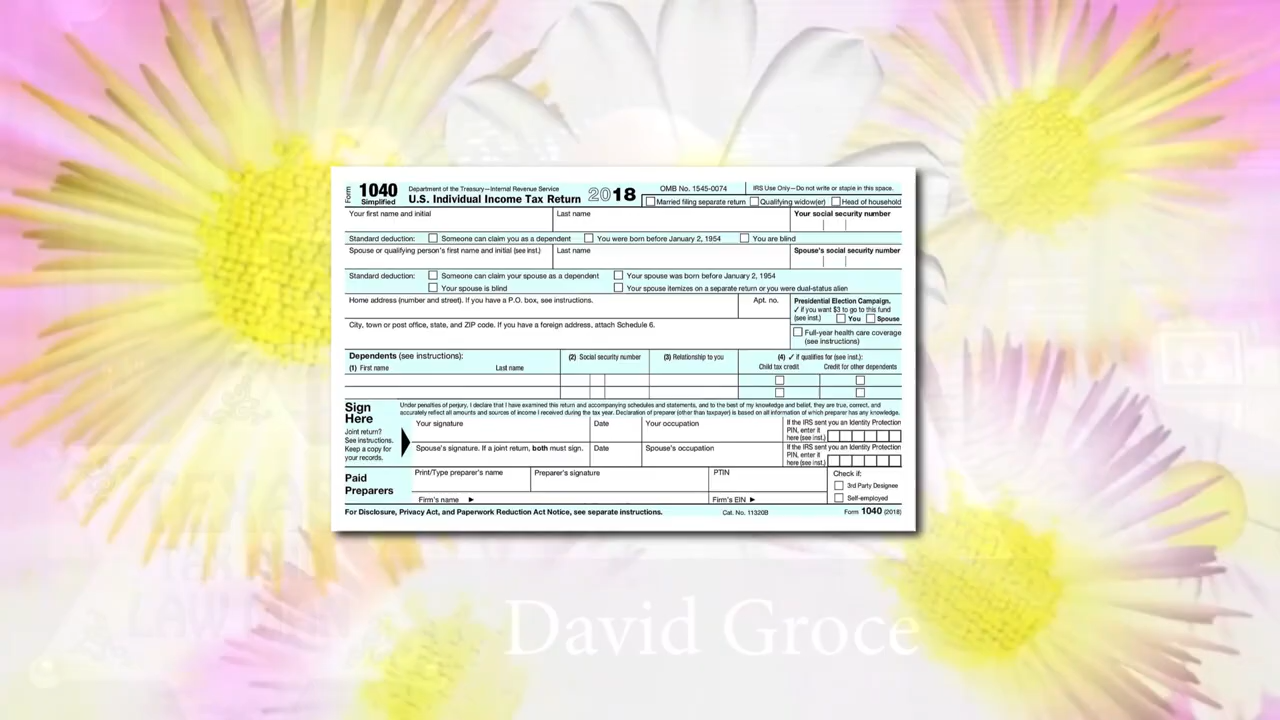 Form 1040 Simplified
Department of the Treasury—Internal Revenue Service
U.S. Individual Income Tax Return
2018
OMB No. 1545-0074
IRS Use Only—Do not write or staple in this space.
Married filing separate return Qualifying widow(er) Head of household
Your first name and initial Last name Your social security number
Standard deduction: Someone can claim you as a dependent You were born before January 2, 1954 You are blind
Spouse or qualifying person's first name and initial (see inst.) Last name Spouse's social security number
Standard deduction: Someone can claim your spouse as a dependent Your spouse was born before January 2, 1954
Your spouse is blind Your spouse itemizes on a separate return or you were dual-status alien
Home address (number and street). If you have a P.O. box, see instructions. Apt. no.
Presidential Election Campaign.
✓ if you want $3 to go to this fund
(see inst.) You Spouse
City, town or post office, state, and ZIP code. If you have a foreign address, attach Schedule 6.
Full-year health care coverage
(see instructions)
Dependents (see instructions): (2) Social security number (3) Relationship to you (4) ✓ if qualifies for (see inst.):
(1) First name Last name Child tax credit Credit for other dependents
Sign Here
Joint return?
See instructions.
Keep a copy for
your records.
Under penalties of perjury, I declare that I have examined this return and accompanying schedules and statements, and to the best of my knowledge and belief, they are true, correct, and
accurately reflect all amounts and sources of income I received during the tax year. Declaration of preparer (other than taxpayer) is based on all information of which preparer has any knowledge.
Your signature Date Your occupation
If the IRS sent you an Identity Protection
PIN, enter it
here (see inst.)
Spouse's signature. If a joint return, both must sign. Date Spouse's occupation
If the IRS sent you an Identity Protection
PIN, enter it
here (see inst.)
Paid
Preparers
Print/Type preparer's name Preparer's signature PTIN
Check if:
3rd Party Designee
Self-employed
Firm's name ▶ Firm's EIN ▶
For Disclosure, Privacy Act, and Paperwork Reduction Act Notice, see separate instructions. Cat. No. 11320B Form 1040 (2018)
David Groce